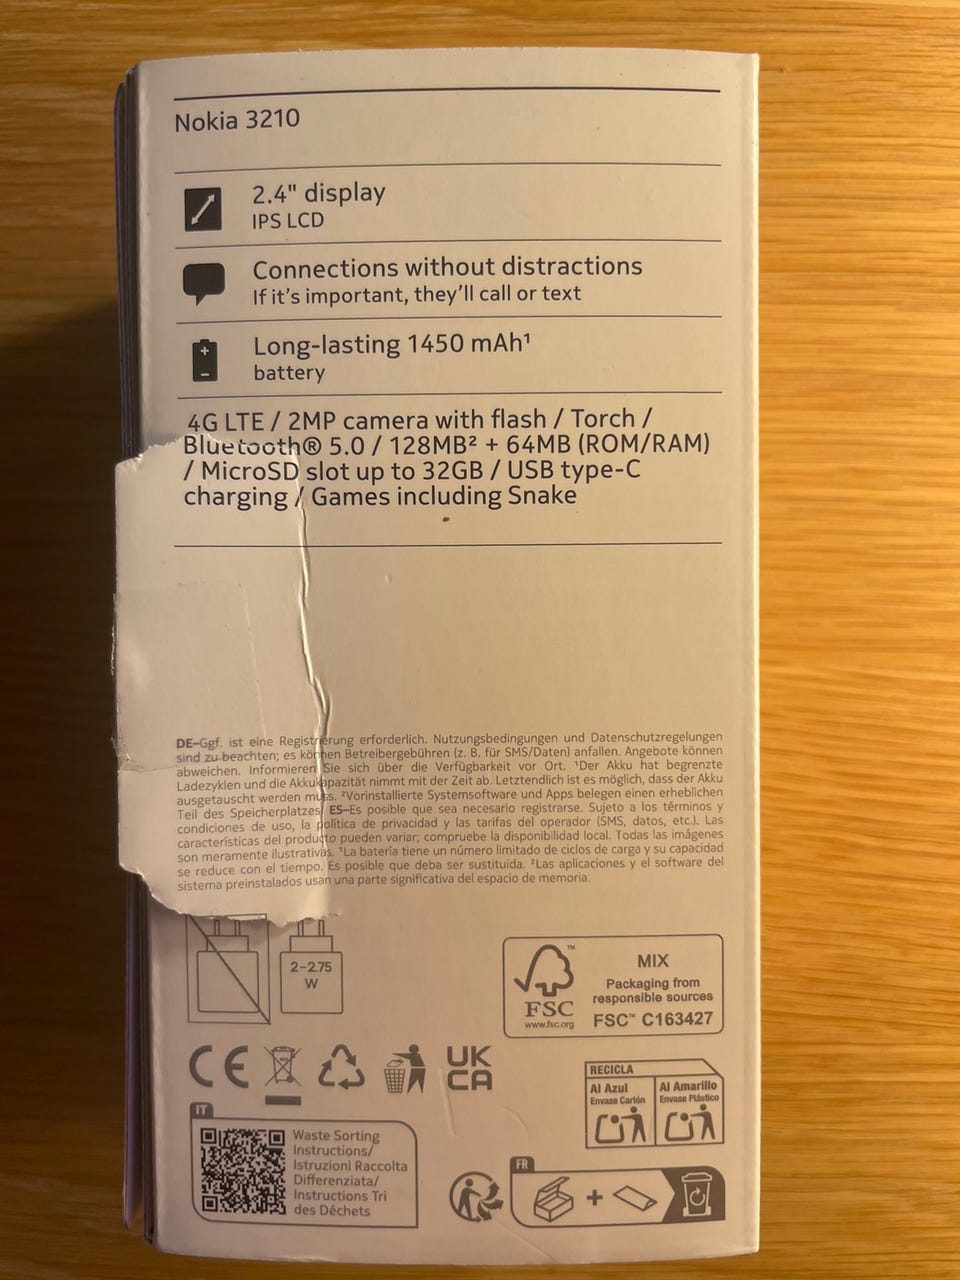 Nokia 3210
2.4" display
IPS LCD
Connections without distractions
If it's important, they'll call or text
Long-lasting 1450 mAh¹
battery
4G LTE / 2MP camera with flash / Torch /
Bluetooth® 5.0 / 128MB² + 64MB (ROM/RAM)
/ MicroSD slot up to 32GB / USB type-C
charging / Games including Snake
DE–Ggf. ist eine Registrierung erforderlich. Nutzungsbedingungen und Datenschutzregelungen
sind zu beachten; es können Betreibergebühren (z. B. für SMS/Daten) anfallen. Angebote können
abweichen. Informieren Sie sich über die Verfügbarkeit vor Ort. ¹Der Akku hat begrenzte
Ladezyklen und die Akkukapazität nimmt mit der Zeit ab. Letztendlich ist es möglich, dass der Akku
ausgetauscht werden muss. ²Vorinstallierte Systemsoftware und Apps belegen einen erheblichen
Teil des Speicherplatzes. ES–Es posible que sea necesario registrarse. Sujeto a los términos y
condiciones de uso, la política de privacidad y las tarifas del operador (SMS, datos, etc.). Las
características del producto pueden variar; compruebe la disponibilidad local. Todas las imágenes
son meramente ilustrativas. ¹La batería tiene un número limitado de ciclos de carga y su capacidad
se reduce con el tiempo. Es posible que deba ser sustituida. ²Las aplicaciones y el software del
sistema preinstalados usan una parte significativa del espacio de memoria.
2–2.75
W
FSC™
www.fsc.org
MIX
Packaging from
responsible sources
FSC™ C163427
CE
UK
CA
RECICLA
Al Azul
Envase Cartón
Al Amarillo
Envase Plástico
IT
Waste Sorting
Instructions/
Istruzioni Raccolta
Differenziata/
Instructions Tri
des Déchets
FR
+